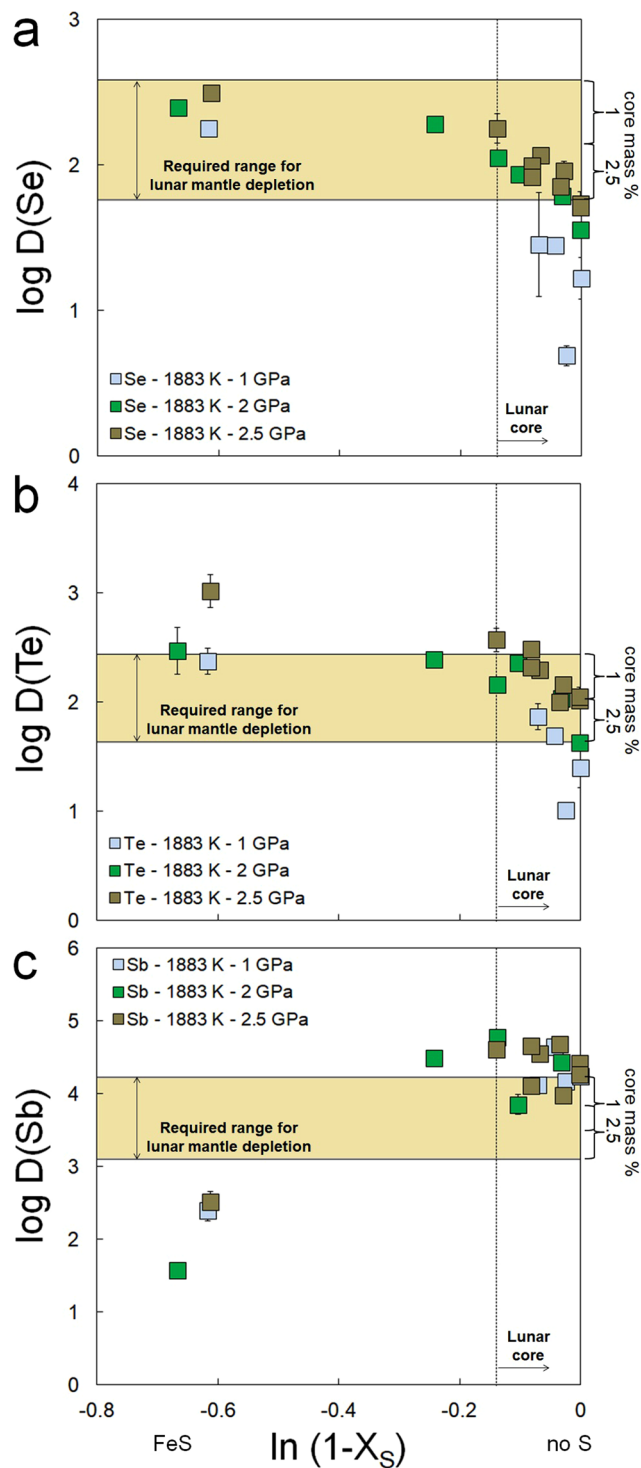 a
3
2
1
0
log D(Se)
Required range for
lunar mantle depletion
core mass %
1
2.5
Se - 1883 K - 1 GPa
Se - 1883 K - 2 GPa
Se - 1883 K - 2.5 GPa
Lunar
core
b
4
3
2
1
0
log D(Te)
Required range for
lunar mantle depletion
core mass %
1
2.5
Te - 1883 K - 1 GPa
Te - 1883 K - 2 GPa
Te - 1883 K - 2.5 GPa
Lunar
core
c
6
5
4
3
2
1
0
log D(Sb)
Sb - 1883 K - 1 GPa
Sb - 1883 K - 2 GPa
Sb - 1883 K - 2.5 GPa
Required range for
lunar mantle depletion
core mass %
1
2.5
Lunar
core
-0.8 -0.6 -0.4 -0.2 0
FeS ln (1-X_S) no S